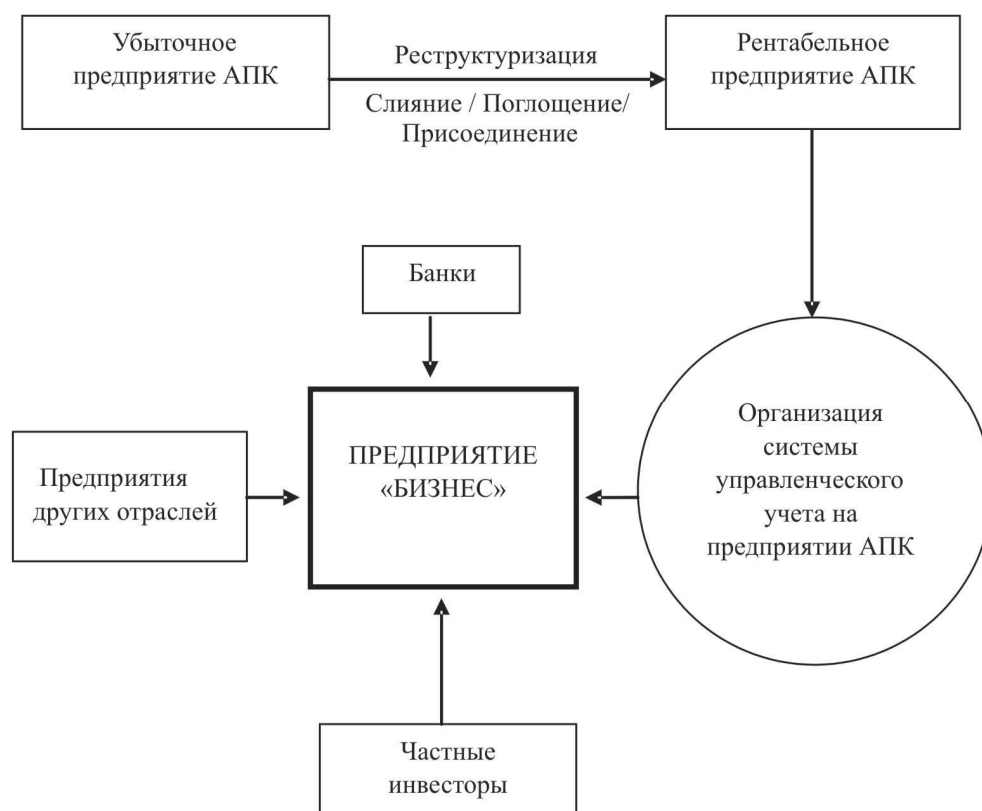 Убыточное
предприятие АПК
Реструктуризация
Слияние / Поглощение/
Присоединение
Рентабельное
предприятие АПК
Банки
ПРЕДПРИЯТИЕ
«БИЗНЕС»
Предприятия
других отраслей
Организация
системы
управленческого
учета на
предприятии АПК
Частные
инвесторы